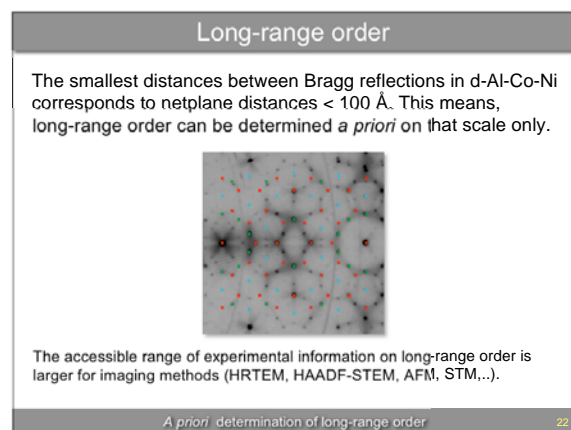 Long-range order
The smallest distances between Bragg reflections in d-Al-Co-Ni
corresponds to netplane distances < 100 Å. This means,
long-range order can be determined a priori on that scale only.
The accessible range of experimental information on long-range order is
larger for imaging methods (HRTEM, HAADF-STEM, AFM, STM,..).
A priori determination of long-range order
22